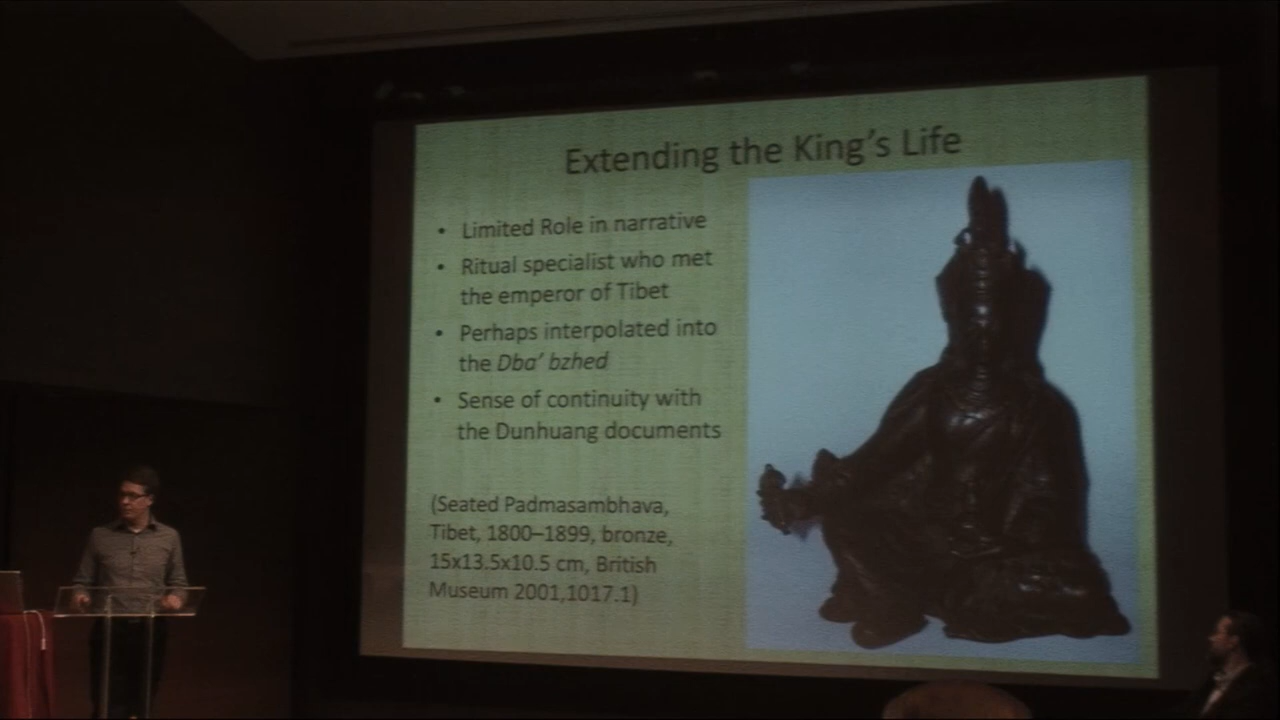 Extending the King's Life
• Limited Role in narrative
• Ritual specialist who met
the emperor of Tibet
• Perhaps interpolated into
the Dba' bzhed
• Sense of continuity with
the Dunhuang documents
(Seated Padmasambhava,
Tibet, 1800–1899, bronze,
15x13.5x10.5 cm, British
Museum 2001,1017.1)